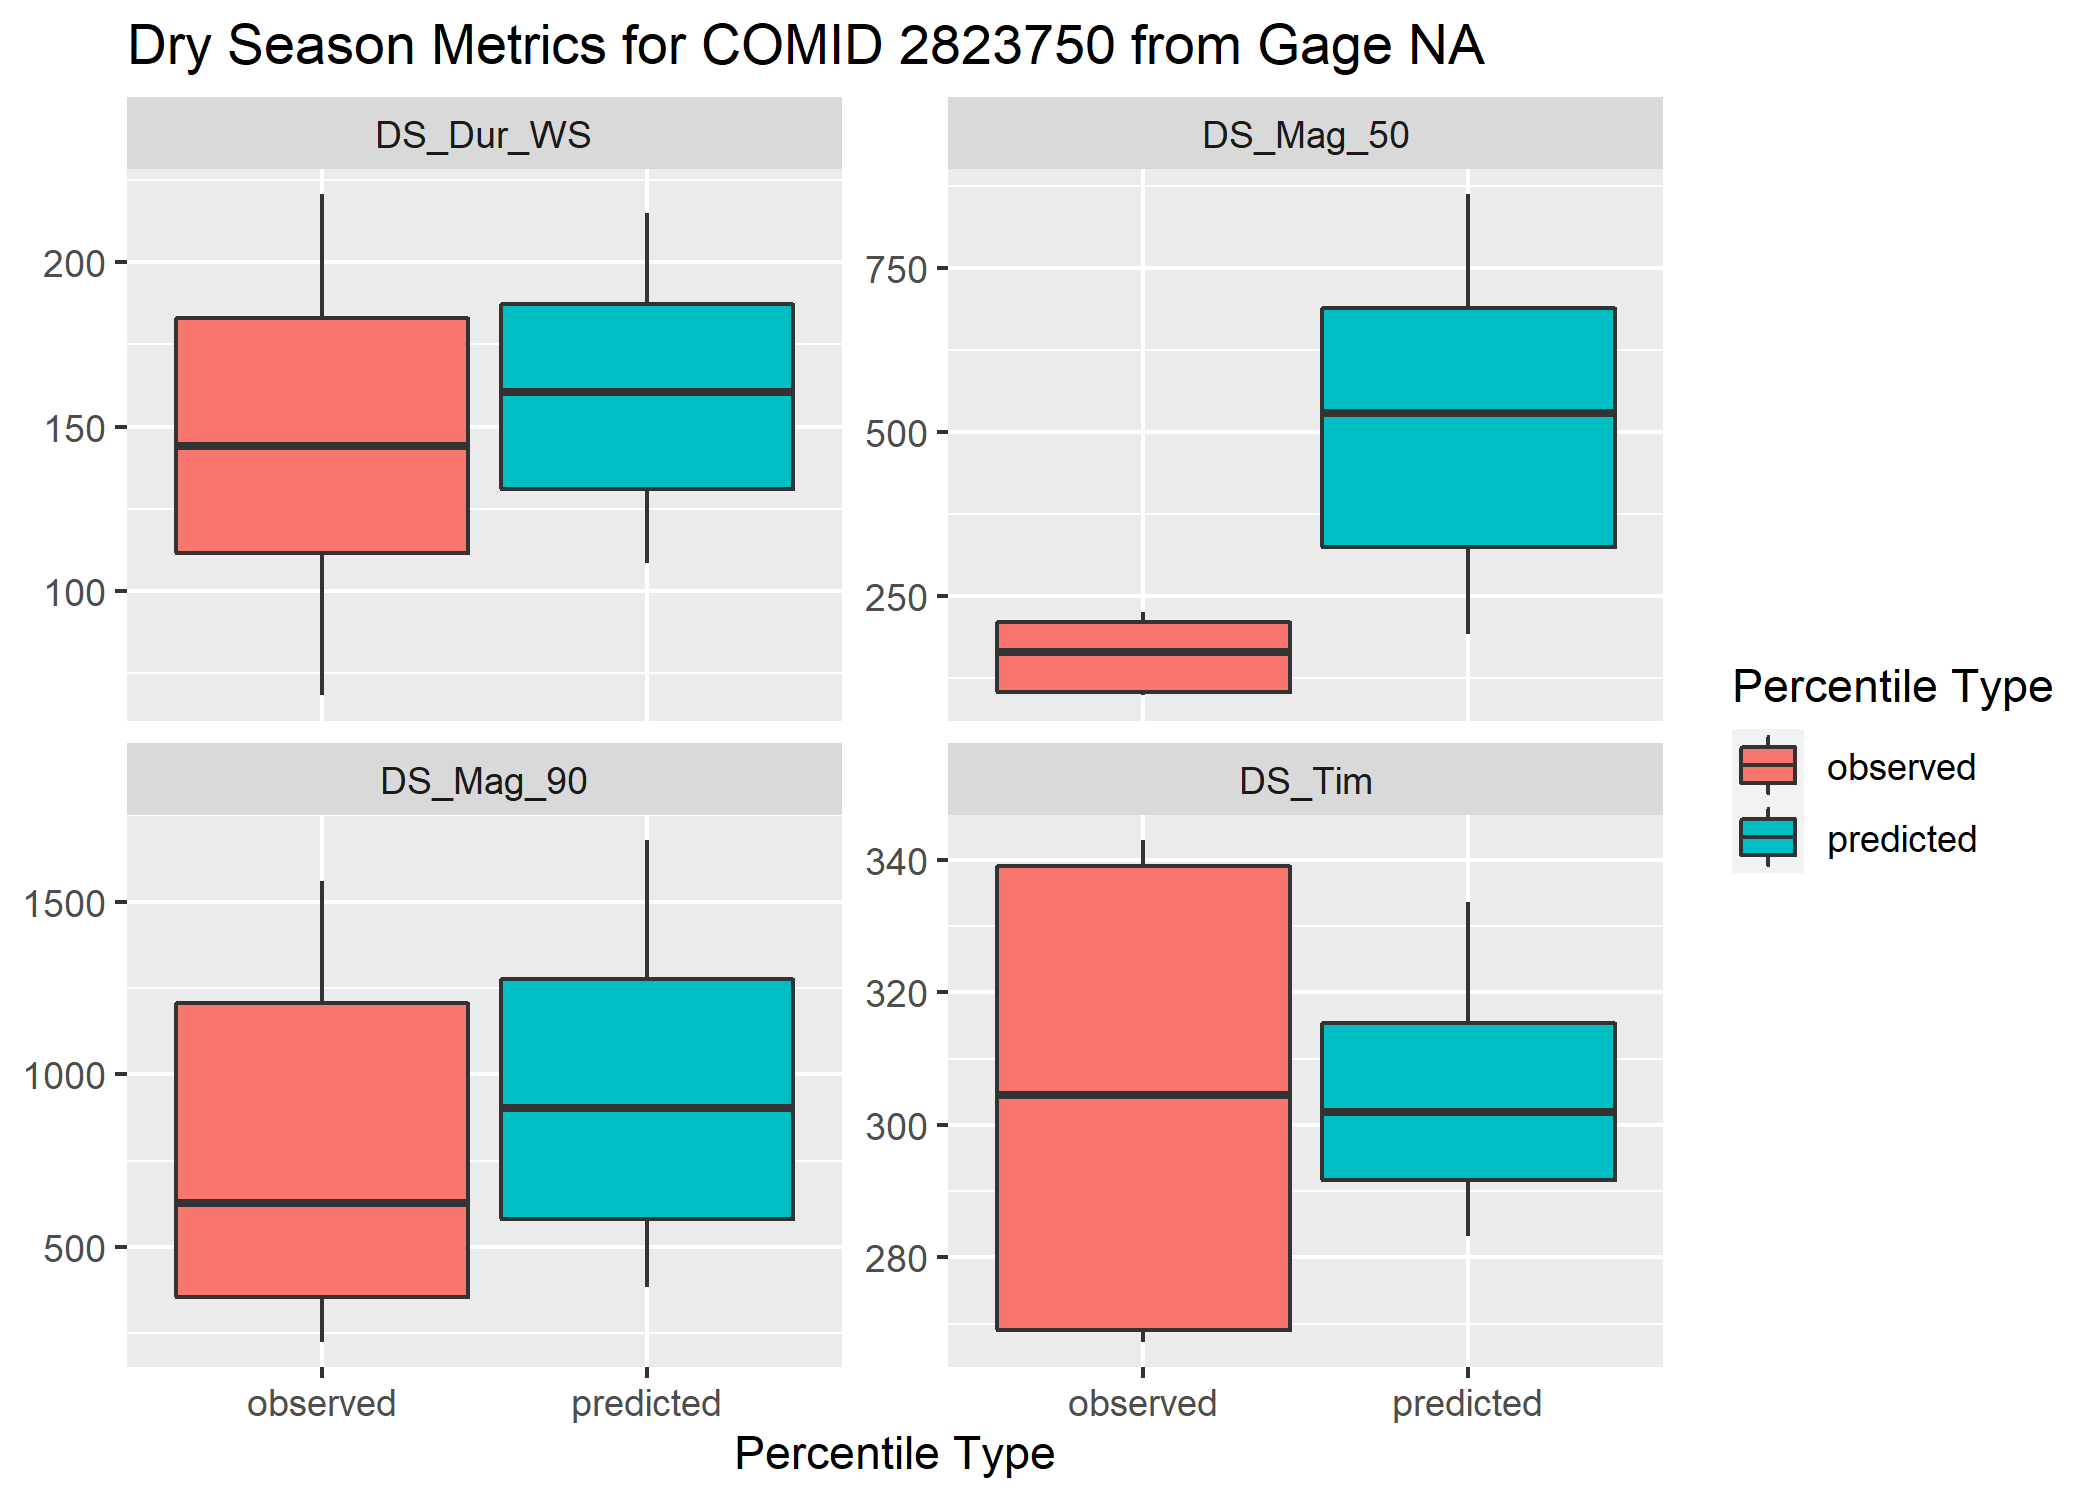 Dry Season Metrics for COMID 2823750 from Gage NA
DS_Dur_WS
DS_Mag_50
200
150
100
750
500
250
DS_Mag_90
DS_Tim
1500
1000
500
340
320
300
280
observed
predicted
observed
predicted
Percentile Type
Percentile Type
observed
predicted